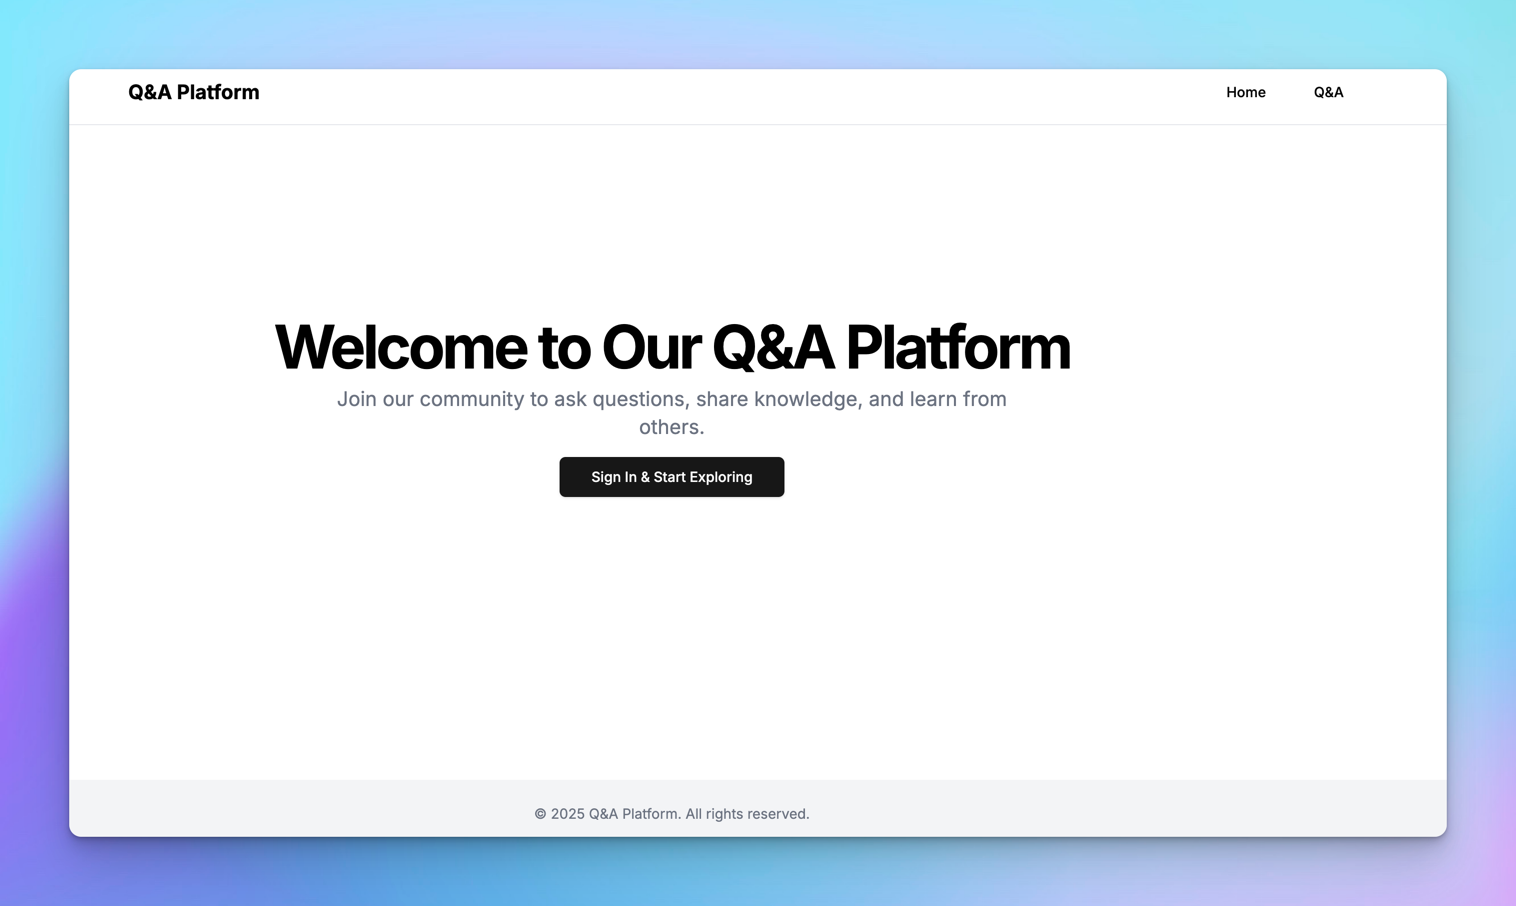 Q&A Platform
Home
Q&A
Welcome to Our Q&A Platform
Join our community to ask questions, share knowledge, and learn from
others.
Sign In & Start Exploring
© 2025 Q&A Platform. All rights reserved.